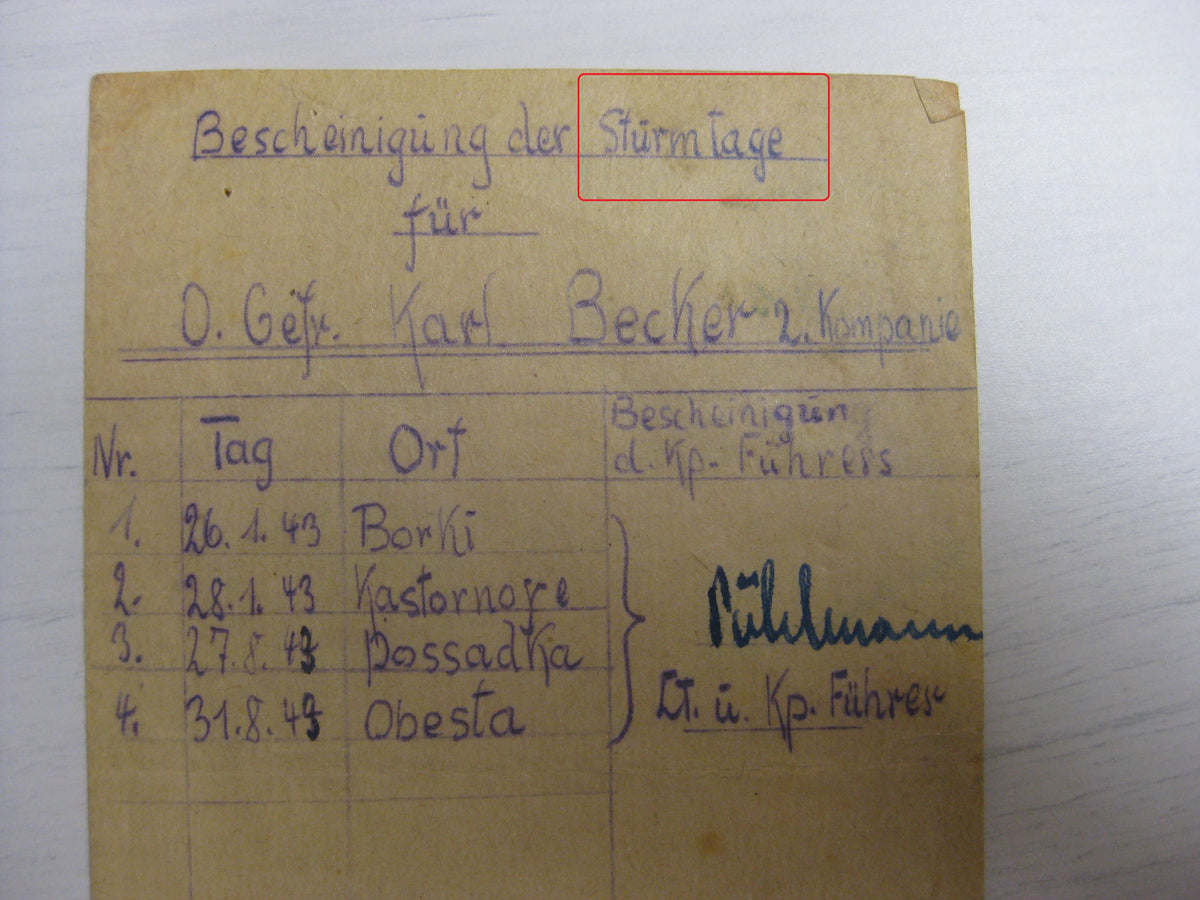 Bescheinigung der Sturmtage
für
O. Gefr. Karl Becker 2. Kompanie
Nr. Tag Ort Bescheinigung
d. Kp. Führers
1. 26. 1. 43 Borki
2. 28. 1. 43 Kastornoje
3. 27. 8. 43 Possadka
4. 31. 8. 43 Obesta
Pühlmann
Lt. u. Kp. Führer